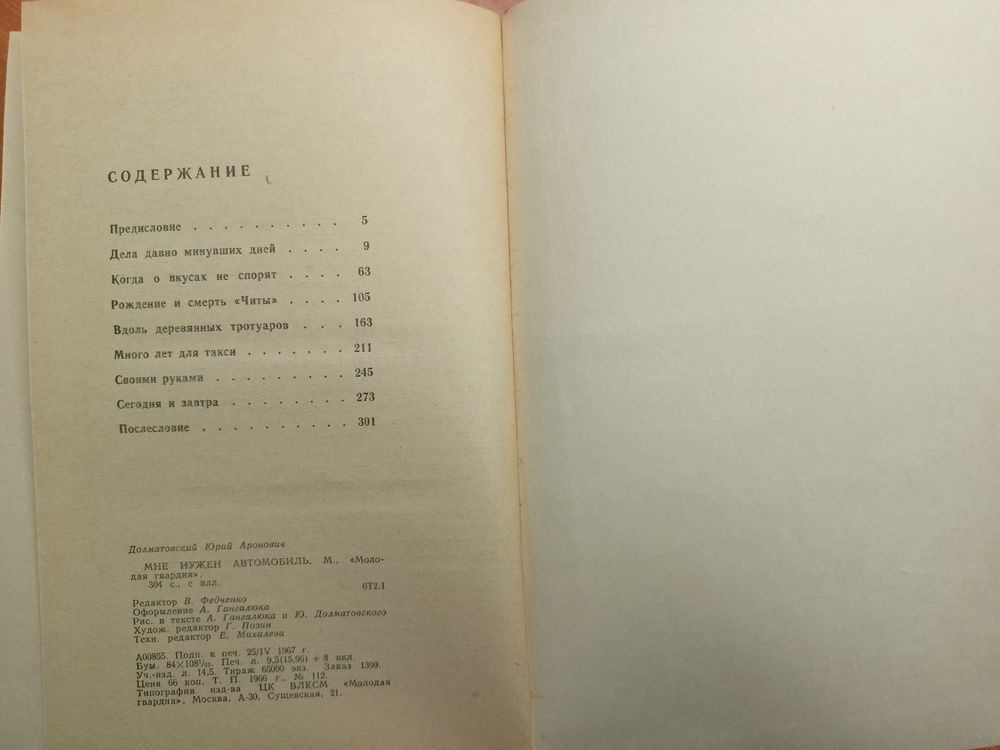 СОДЕРЖАНИЕ
Предисловие . . . . . . . . . . 5
Дела давно минувших дней . . . . 9
Когда о вкусах не спорят . . . . 63
Рождение и смерть «Читы» . . . . 105
Вдоль деревянных тротуаров . . . 163
Много лет для такси . . . . . . . 211
Своими руками . . . . . . . . . 245
Сегодня и завтра . . . . . . . . 273
Послесловие . . . . . . . . . . 301
Долматовский Юрий Аронович
МНЕ НУЖЕН АВТОМОБИЛЬ. М., «Моло-
дая гвардия».
304 с., с илл.
6Т2.1
Редактор В. Федченко
Оформление А. Гангалюка
Рис. в тексте А. Гангалюка и Ю. Долматовского
Худож. редактор Г. Позин
Техн. редактор Е. Михалева
А00855. Подп. к печ. 25/IV 1967 г.
Бум. 84×108¹/₃₂. Печ. л. 9,5(15,96) + 8 вкл.
Уч.-изд. л. 14,5. Тираж 65000 экз. Заказ 1399.
Цена 66 коп. Т. П. 1966 г., № 112.
Типография изд-ва ЦК ВЛКСМ «Молодая
гвардия», Москва, А-30, Сущевская, 21.